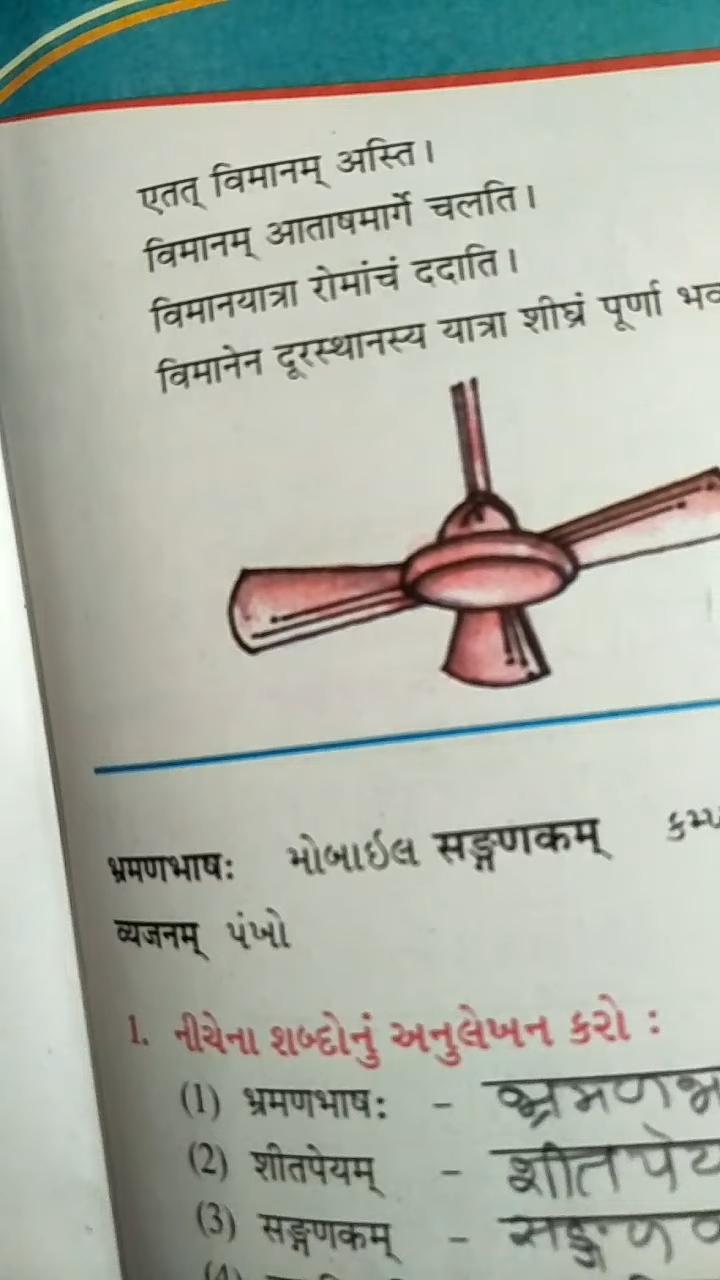 एतत् विमानम् अस्ति।
विमानम् आताषमार्गे चलति।
विमानयात्रा रोमांचं ददाति।
विमानेन दूरस्थानस्य यात्रा शीघ्रं पूर्णा
भ्रमणभाषः મોબાઇલ सङ्गणकम्
व्यजनम् પંખો
1. નીચેના શબ્દોનું અનુલેખન કરો :
(1) भ्रमणभाषः –
(2) शीतपेयम् –
(3) सङ्गणकम् –